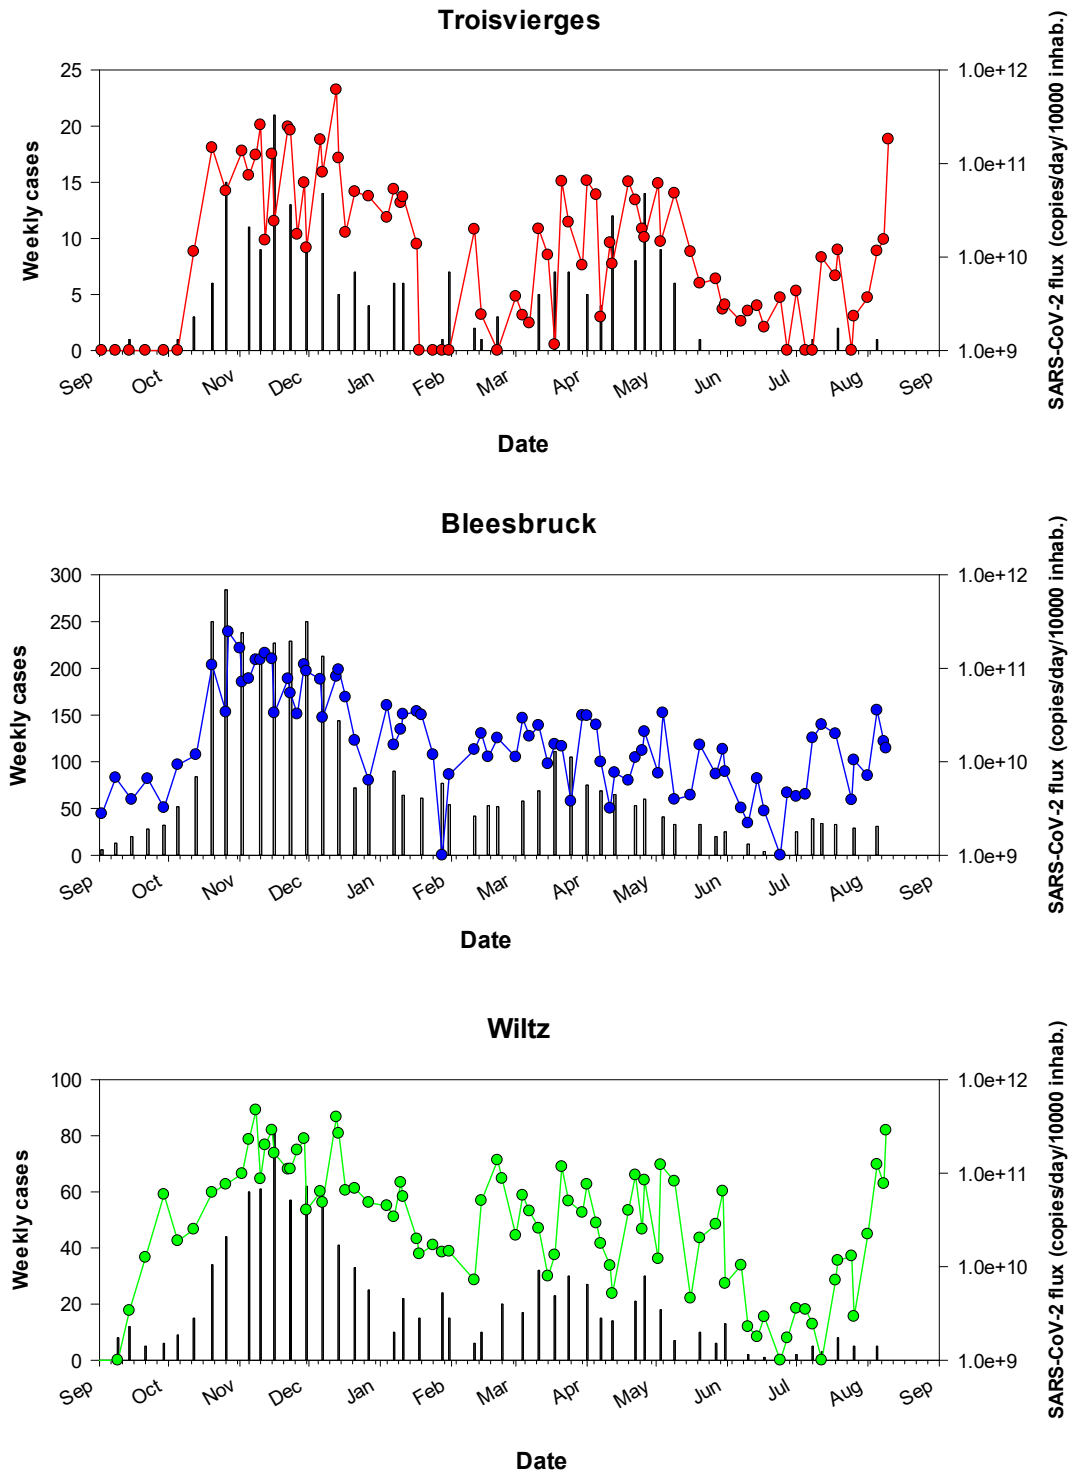 Troisvierges
25
20
15
10
5
0
Weekly cases
1.0e+12
1.0e+11
1.0e+10
1.0e+9
SARS-CoV-2 flux (copies/day/10000 inhab.)
Sep Oct Nov Dec Jan Feb Mar Apr May Jun Jul Aug Sep
Date
Bleesbruck
300
250
200
150
100
50
0
Weekly cases
1.0e+12
1.0e+11
1.0e+10
1.0e+9
SARS-CoV-2 flux (copies/day/10000 inhab.)
Sep Oct Nov Dec Jan Feb Mar Apr May Jun Jul Aug Sep
Date
Wiltz
100
80
60
40
20
0
Weekly cases
1.0e+12
1.0e+11
1.0e+10
1.0e+9
SARS-CoV-2 flux (copies/day/10000 inhab.)
Sep Oct Nov Dec Jan Feb Mar Apr May Jun Jul Aug Sep
Date